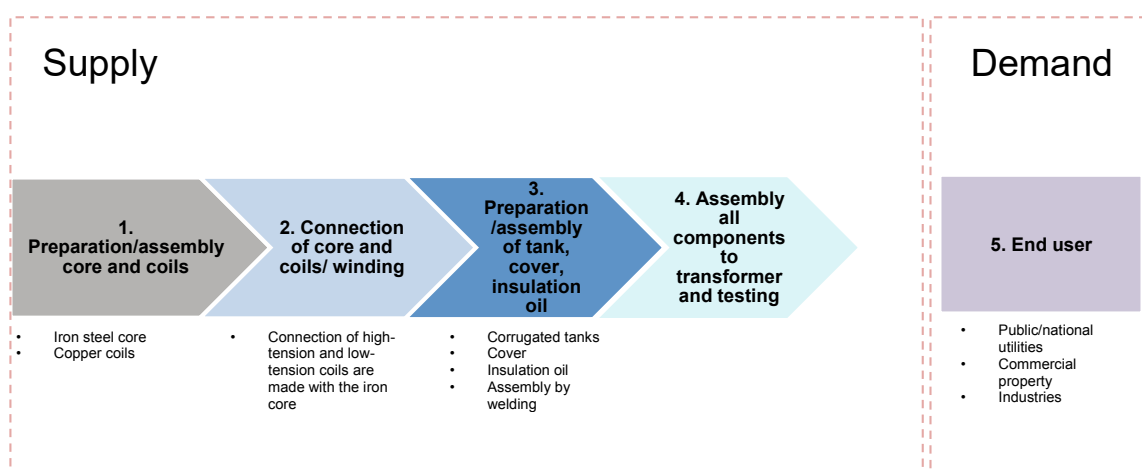 Supply
Demand
1.
Preparation/assembly
core and coils
2. Connection
of core and
coils/ winding
3.
Preparation
/assembly
of tank,
cover,
insulation
oil
4. Assembly
all
components
to
transformer
and testing
5. End user
• Iron steel core
• Copper coils
• Connection of high-
tension and low-
tension coils are
made with the iron
core
• Corrugated tanks
• Cover
• Insulation oil
• Assembly by
welding
• Public/national
utilities
• Commercial
property
• Industries